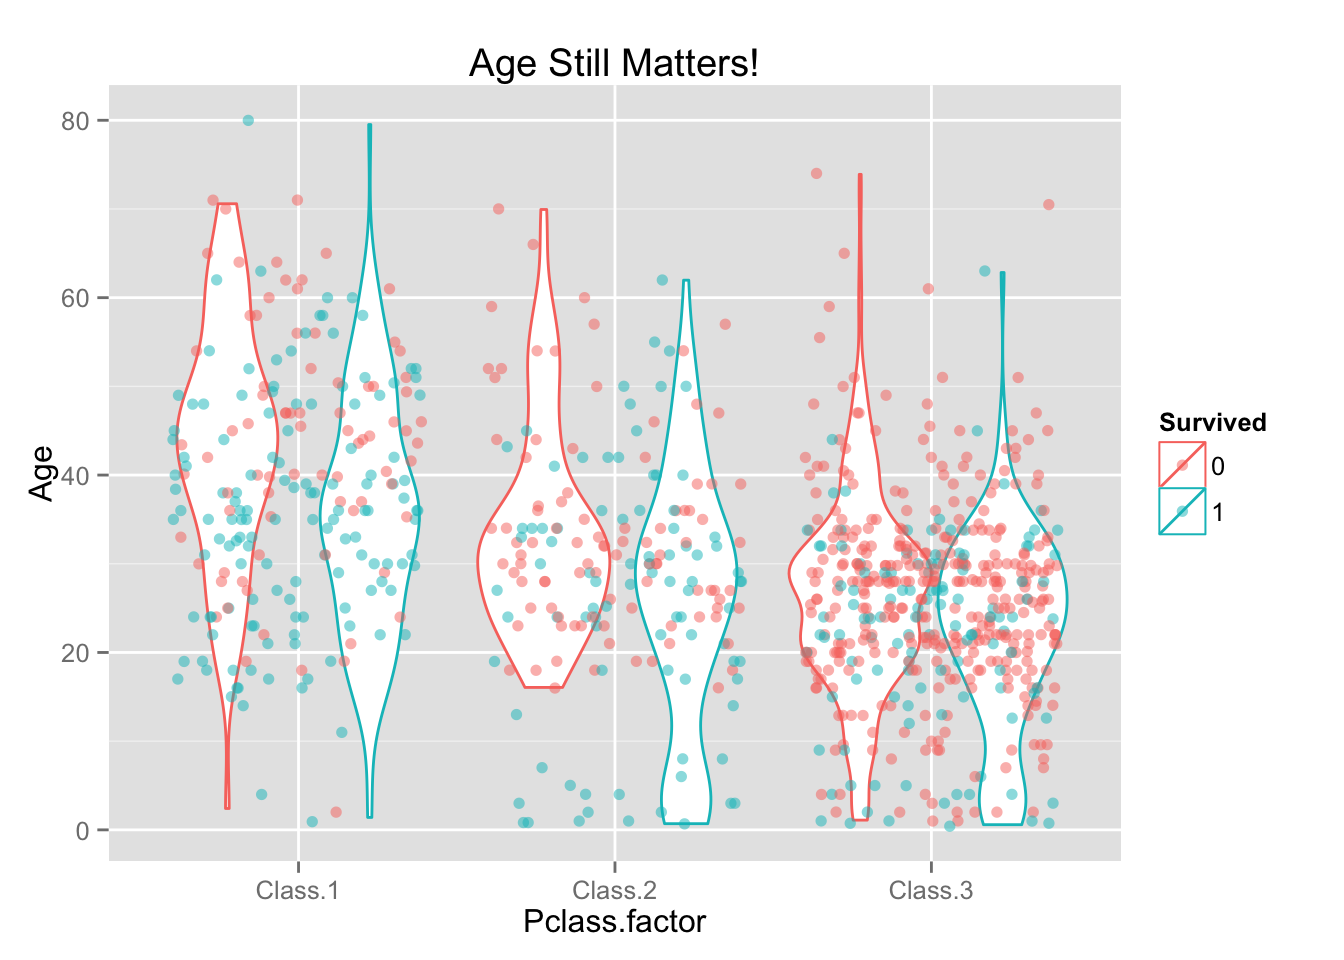 Age Still Matters!
80
60
40
20
0
Age
Class.1
Class.2
Class.3
Pclass.factor
Survived
0
1